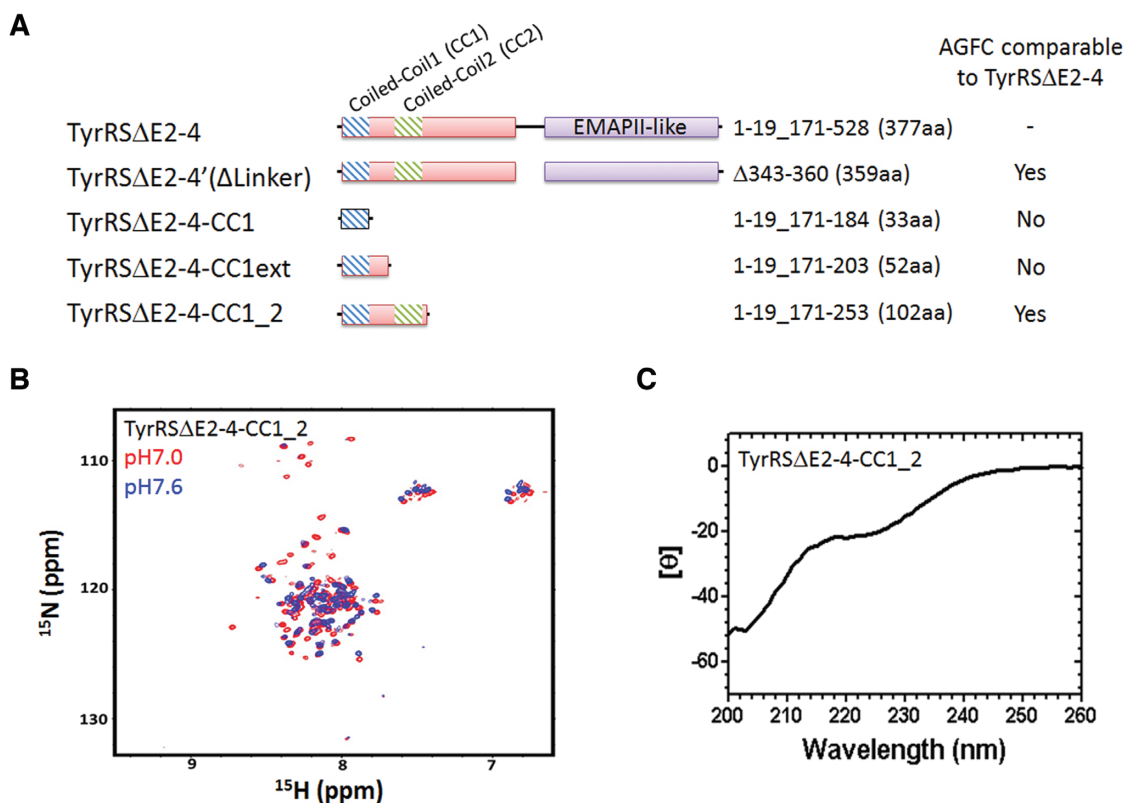 A
Coiled-Coil1 (CC1)
Coiled-Coil2 (CC2)
AGFC comparable
to TyrRSΔE2-4
TyrRSΔE2-4 EMAPII-like 1-19_171-528 (377aa) -
TyrRSΔE2-4'(ΔLinker) Δ343-360 (359aa) Yes
TyrRSΔE2-4-CC1 1-19_171-184 (33aa) No
TyrRSΔE2-4-CC1ext 1-19_171-203 (52aa) No
TyrRSΔE2-4-CC1_2 1-19_171-253 (102aa) Yes
B
TyrRSΔE2-4-CC1_2
pH7.0
pH7.6
110
120
130
15N (ppm)
9 8 7
15H (ppm)
C
TyrRSΔE2-4-CC1_2
0
-20
-40
-60
[θ]
200 210 220 230 240 250 260
Wavelength (nm)